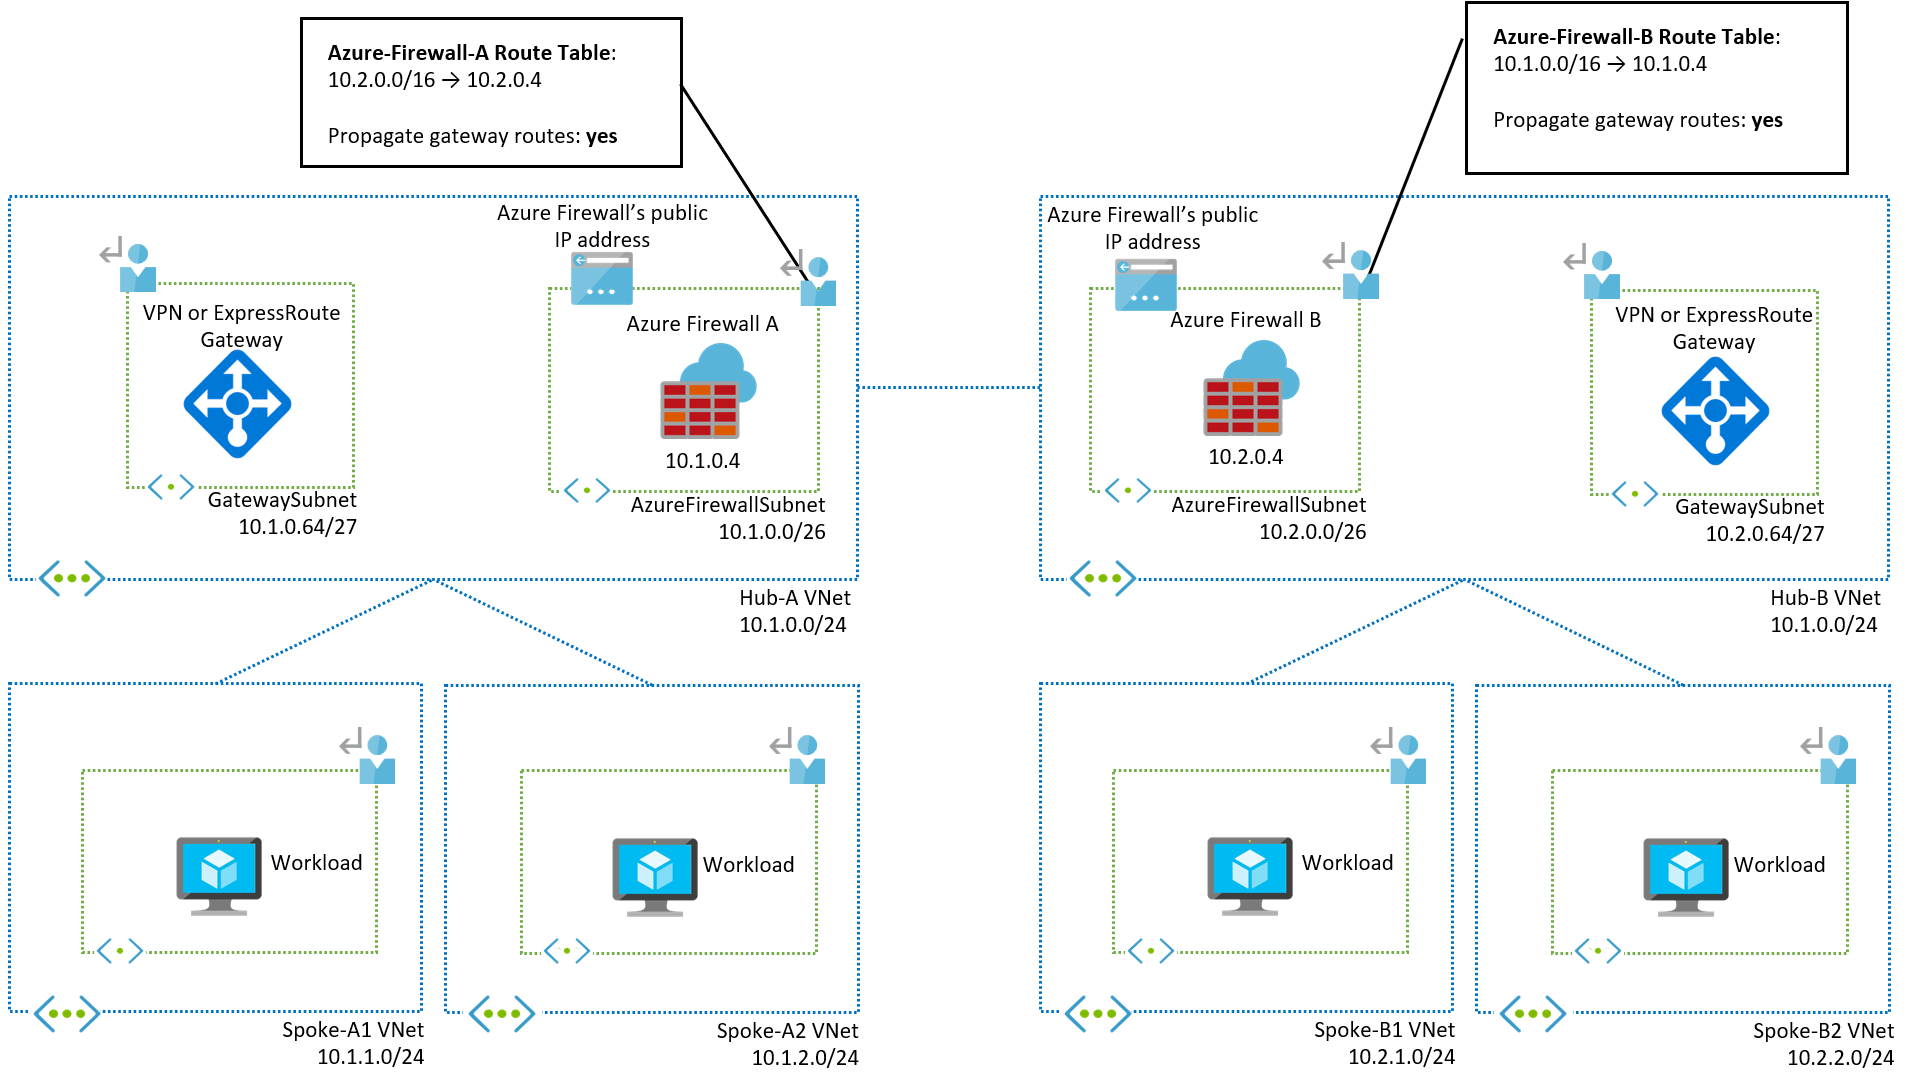 Azure-Firewall-A Route Table:
10.2.0.0/16 → 10.2.0.4
Propagate gateway routes: yes
Azure-Firewall-B Route Table:
10.1.0.0/16 → 10.1.0.4
Propagate gateway routes: yes
VPN or ExpressRoute
Gateway
GatewaySubnet
10.1.0.64/27
Azure Firewall’s public
IP address
Azure Firewall A
10.1.0.4
AzureFirewallSubnet
10.1.0.0/26
Hub-A VNet
10.1.0.0/24
Azure Firewall’s public
IP address
Azure Firewall B
10.2.0.4
AzureFirewallSubnet
10.2.0.0/26
VPN or ExpressRoute
Gateway
GatewaySubnet
10.2.0.64/27
Hub-B VNet
10.1.0.0/24
Workload
Spoke-A1 VNet
10.1.1.0/24
Workload
Spoke-A2 VNet
10.1.2.0/24
Workload
Spoke-B1 VNet
10.2.1.0/24
Workload
Spoke-B2 VNet
10.2.2.0/24